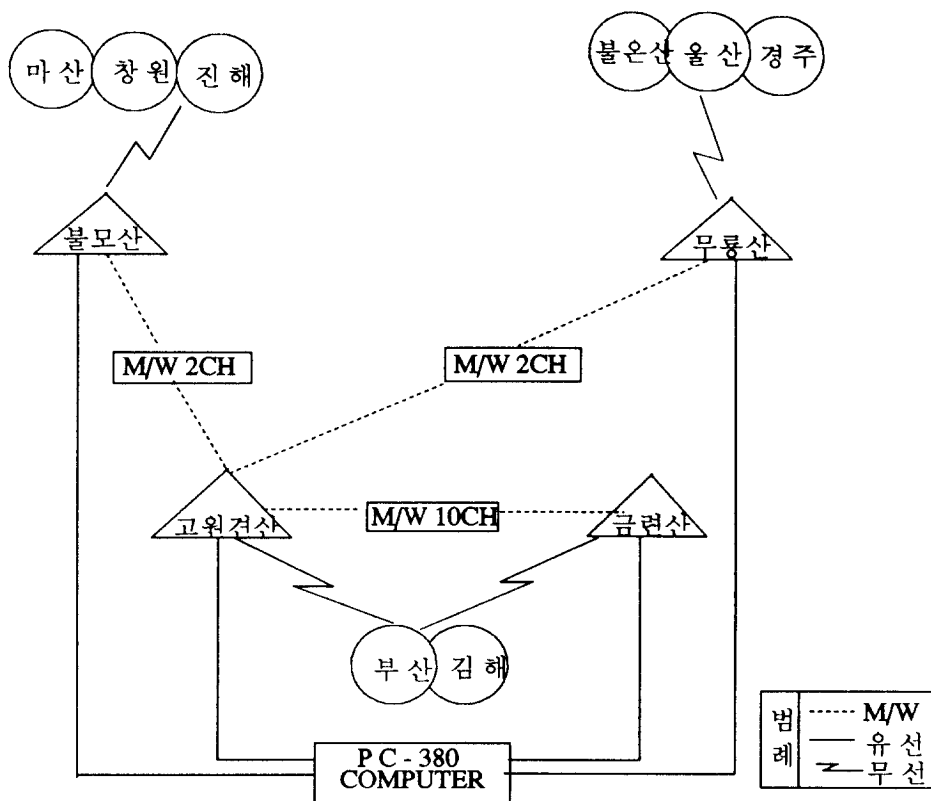 마 산 창 원 진 해
불온산 울 산 경 주
불모산
무룡산
M/W 2CH
M/W 2CH
고원견산
M/W 10CH
금련산
부 산 김 해
P C - 380
COMPUTER
범 례
M/W
유 선
무 선